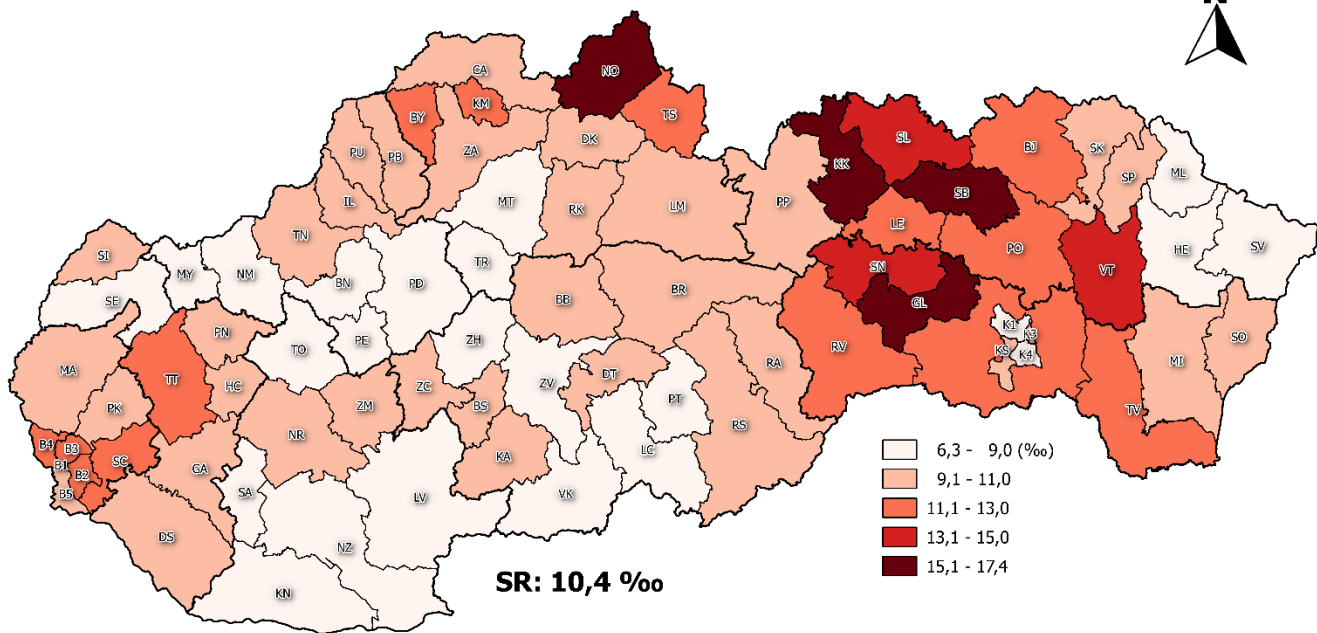 N
CA
NO
KM
BY
TS
DK
PU
PB
ZA
KK
SL
BJ
SK
SP
ML
IL
MT
RK
LM
PP
SB
TN
LE
PO
HE
SV
SI
MY
NM
BN
PD
TR
SN
VT
SE
BB
BR
GL
PN
TO
PE
ZH
K1
K3
RV
KS
K4
SO
MA
TT
HC
ZC
ZV
DT
RA
MI
PK
ZM
BS
PT
TV
B4
B3
SC
NR
RS
B1
B2
GA
KA
LC
B5
SA
LV
VK
DS
NZ
KN
6,3 - 9,0 (‰)
9,1 - 11,0
11,1 - 13,0
13,1 - 15,0
15,1 - 17,4
SR: 10,4 ‰